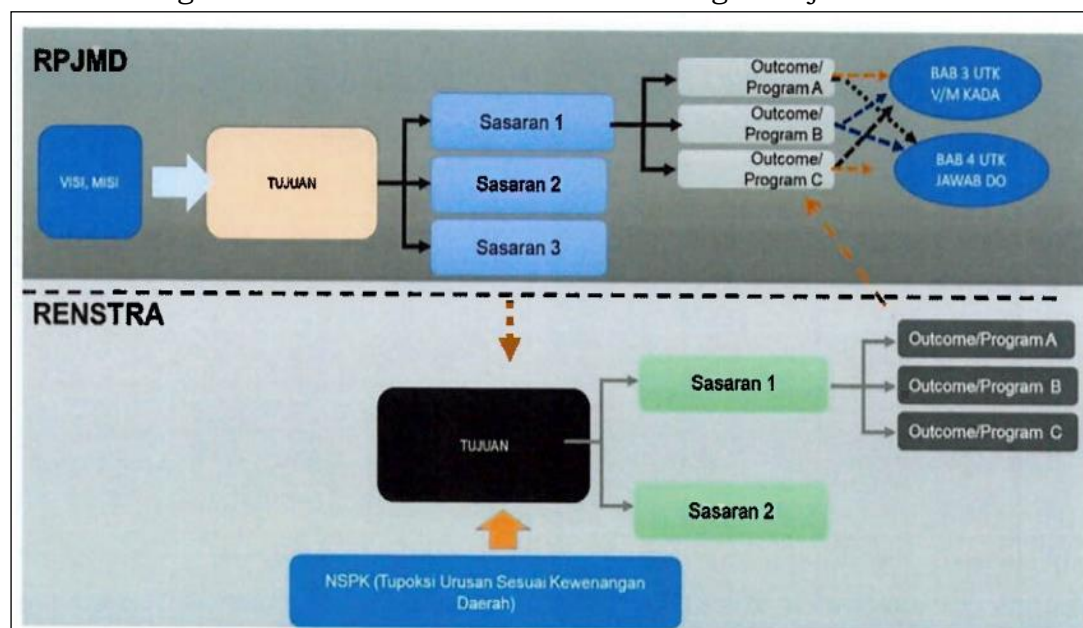 RPJMD
VISI, MISI
TUJUAN
Sasaran 1
Sasaran 2
Sasaran 3
Outcome/
Program A
Outcome/
Program B
Outcome/
Program C
BAB 3 UTK
V/M KADA
BAB 4 UTK
JAWAB DO
RENSTRA
TUJUAN
Sasaran 1
Sasaran 2
Outcome/Program A
Outcome/Program B
Outcome/Program C
NSPK (Tupoksi Urusan Sesuai Kewenangan
Daerah)